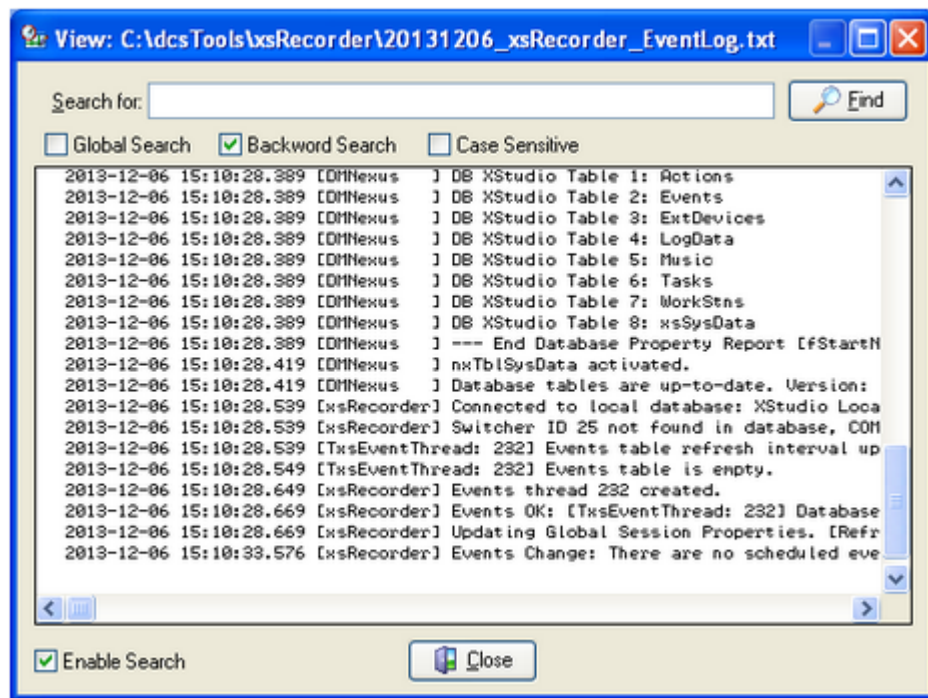 View: C:\dcsTools\xsRecorder\20131206_xsRecorder_EventLog.txt
Search for:
Find
Global Search Backword Search Case Sensitive
2013-12-06 15:10:28.389 [DMNexus ] DB XStudio Table 1: Actions
2013-12-06 15:10:28.389 [DMNexus ] DB XStudio Table 2: Events
2013-12-06 15:10:28.389 [DMNexus ] DB XStudio Table 3: ExtDevices
2013-12-06 15:10:28.389 [DMNexus ] DB XStudio Table 4: LogData
2013-12-06 15:10:28.389 [DMNexus ] DB XStudio Table 5: Music
2013-12-06 15:10:28.389 [DMNexus ] DB XStudio Table 6: Tasks
2013-12-06 15:10:28.389 [DMNexus ] DB XStudio Table 7: WorkStns
2013-12-06 15:10:28.389 [DMNexus ] DB XStudio Table 8: xsSysData
2013-12-06 15:10:28.389 [DMNexus ] --- End Database Property Report [fStartN
2013-12-06 15:10:28.419 [DMNexus ] nxTblSysData activated.
2013-12-06 15:10:28.419 [DMNexus ] Database tables are up-to-date. Version:
2013-12-06 15:10:28.539 [xsRecorder] Connected to local database: XStudio Loca
2013-12-06 15:10:28.539 [xsRecorder] Switcher ID 25 not found in database, COM
2013-12-06 15:10:28.539 [TxsEventThread: 232] Events table refresh interval up
2013-12-06 15:10:28.549 [TxsEventThread: 232] Events table is empty.
2013-12-06 15:10:28.649 [xsRecorder] Events thread 232 created.
2013-12-06 15:10:28.669 [xsRecorder] Events OK: [TxsEventThread: 232] Database
2013-12-06 15:10:28.669 [xsRecorder] Updating Global Session Properties. [Refr
2013-12-06 15:10:33.576 [xsRecorder] Events Change: There are no scheduled eve
Enable Search
Close